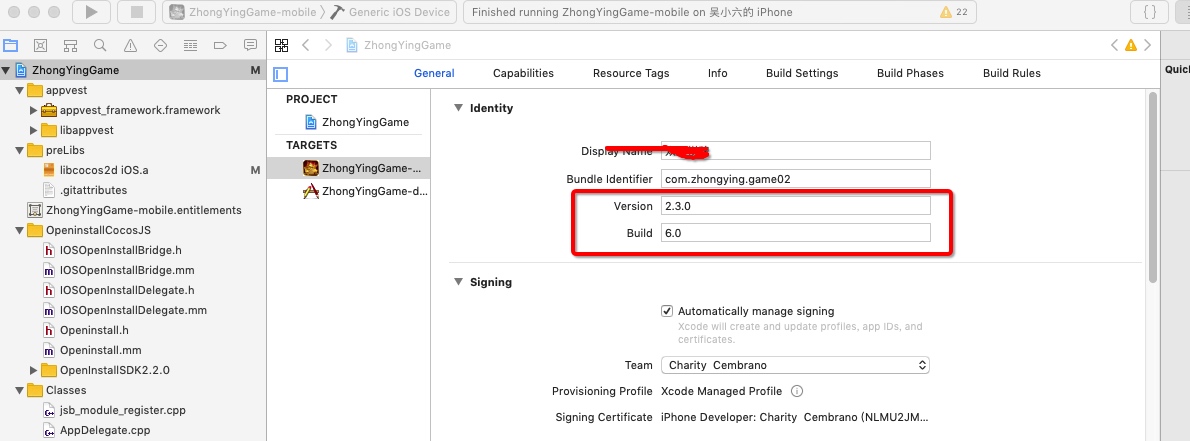 ZhongYingGame-mobile
Generic iOS Device
Finished running ZhongYingGame-mobile on 吴小六的 iPhone
22
{ }
ZhongYingGame M
appvest
appvest_framework.framework
libappvest
preLibs
libcocos2d iOS.a M
.gitattributes
ZhongYingGame-mobile.entitlements
OpeninstallCocosJS
IOSOpenInstallBridge.h
IOSOpenInstallBridge.mm
IOSOpenInstallDelegate.h
IOSOpenInstallDelegate.mm
Openinstall.h
Openinstall.mm
OpenInstallSDK2.2.0
Classes
jsb_module_register.cpp
AppDelegate.cpp
ZhongYingGame
General Capabilities Resource Tags Info Build Settings Build Phases Build Rules
PROJECT
ZhongYingGame
TARGETS
ZhongYingGame-...
ZhongYingGame-d...
Identity
Display Name
Bundle Identifier com.zhongying.game02
Version 2.3.0
Build 6.0
Signing
Automatically manage signing
Xcode will create and update profiles, app IDs, and
certificates.
Team Charity Cembrano
Provisioning Profile Xcode Managed Profile
Signing Certificate iPhone Developer: Charity Cembrano (NLMU2JM...
Quic